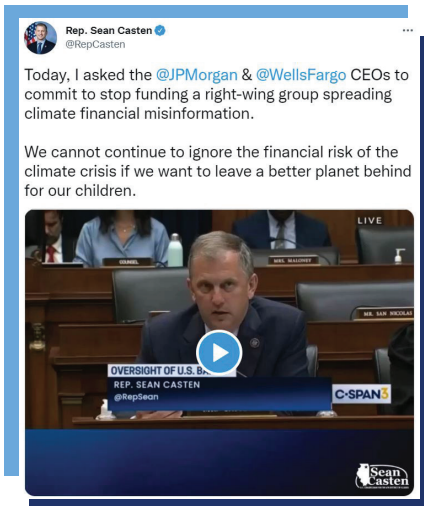 Rep. Sean Casten
@RepCasten
Today, I asked the @JPMorgan & @WellsFargo CEOs to
commit to stop funding a right-wing group spreading
climate financial misinformation.
We cannot continue to ignore the financial risk of the
climate crisis if we want to leave a better planet behind
for our children.
LIVE
COUNSEL
MRS. MALONEY
MR. SAN NICOLAS
OVERSIGHT OF U.S. BA
REP. SEAN CASTEN
@RepSean
C-SPAN3
Sean
Casten